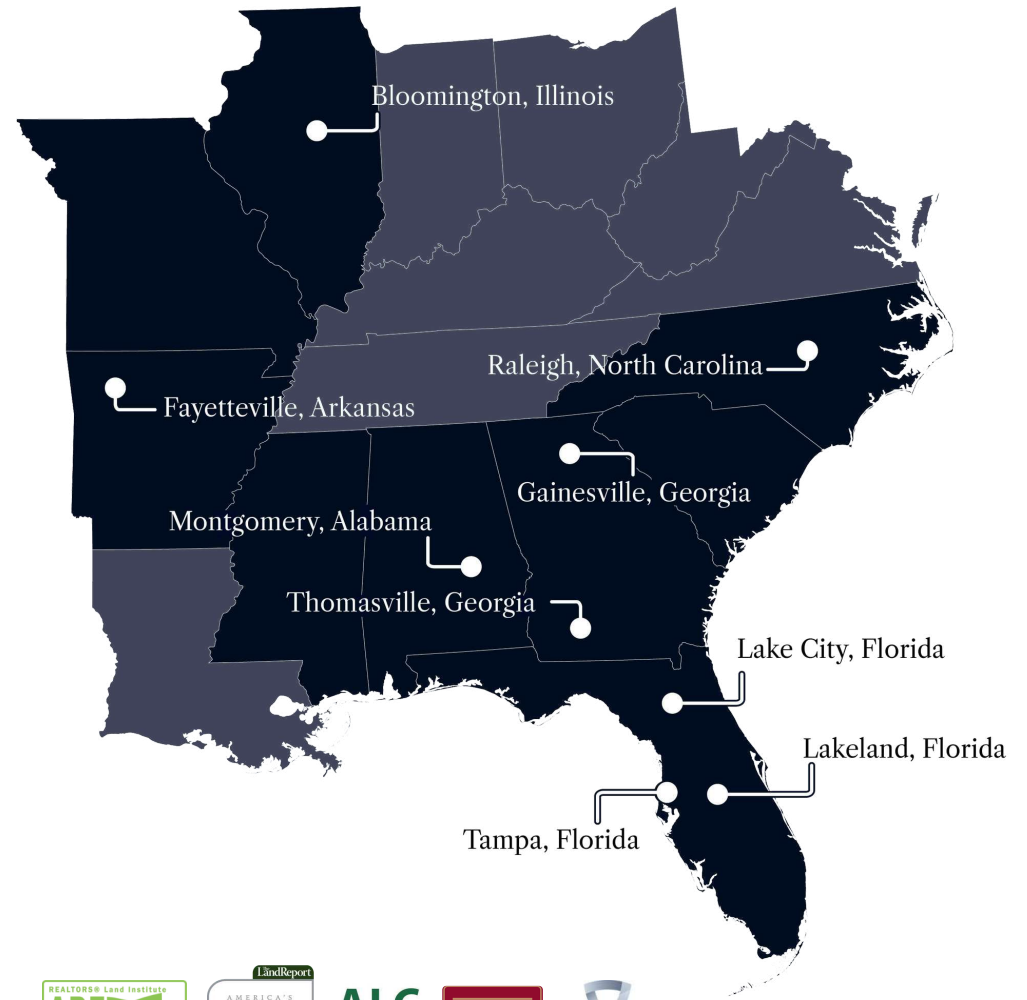 Bloomington, Illinois
Raleigh, North Carolina
Fayetteville, Arkansas
Gainesville, Georgia
Montgomery, Alabama
Thomasville, Georgia
Lake City, Florida
Lakeland, Florida
Tampa, Florida
The LandReport
REALTORS® Land Institute
AMERICA'S
ALC